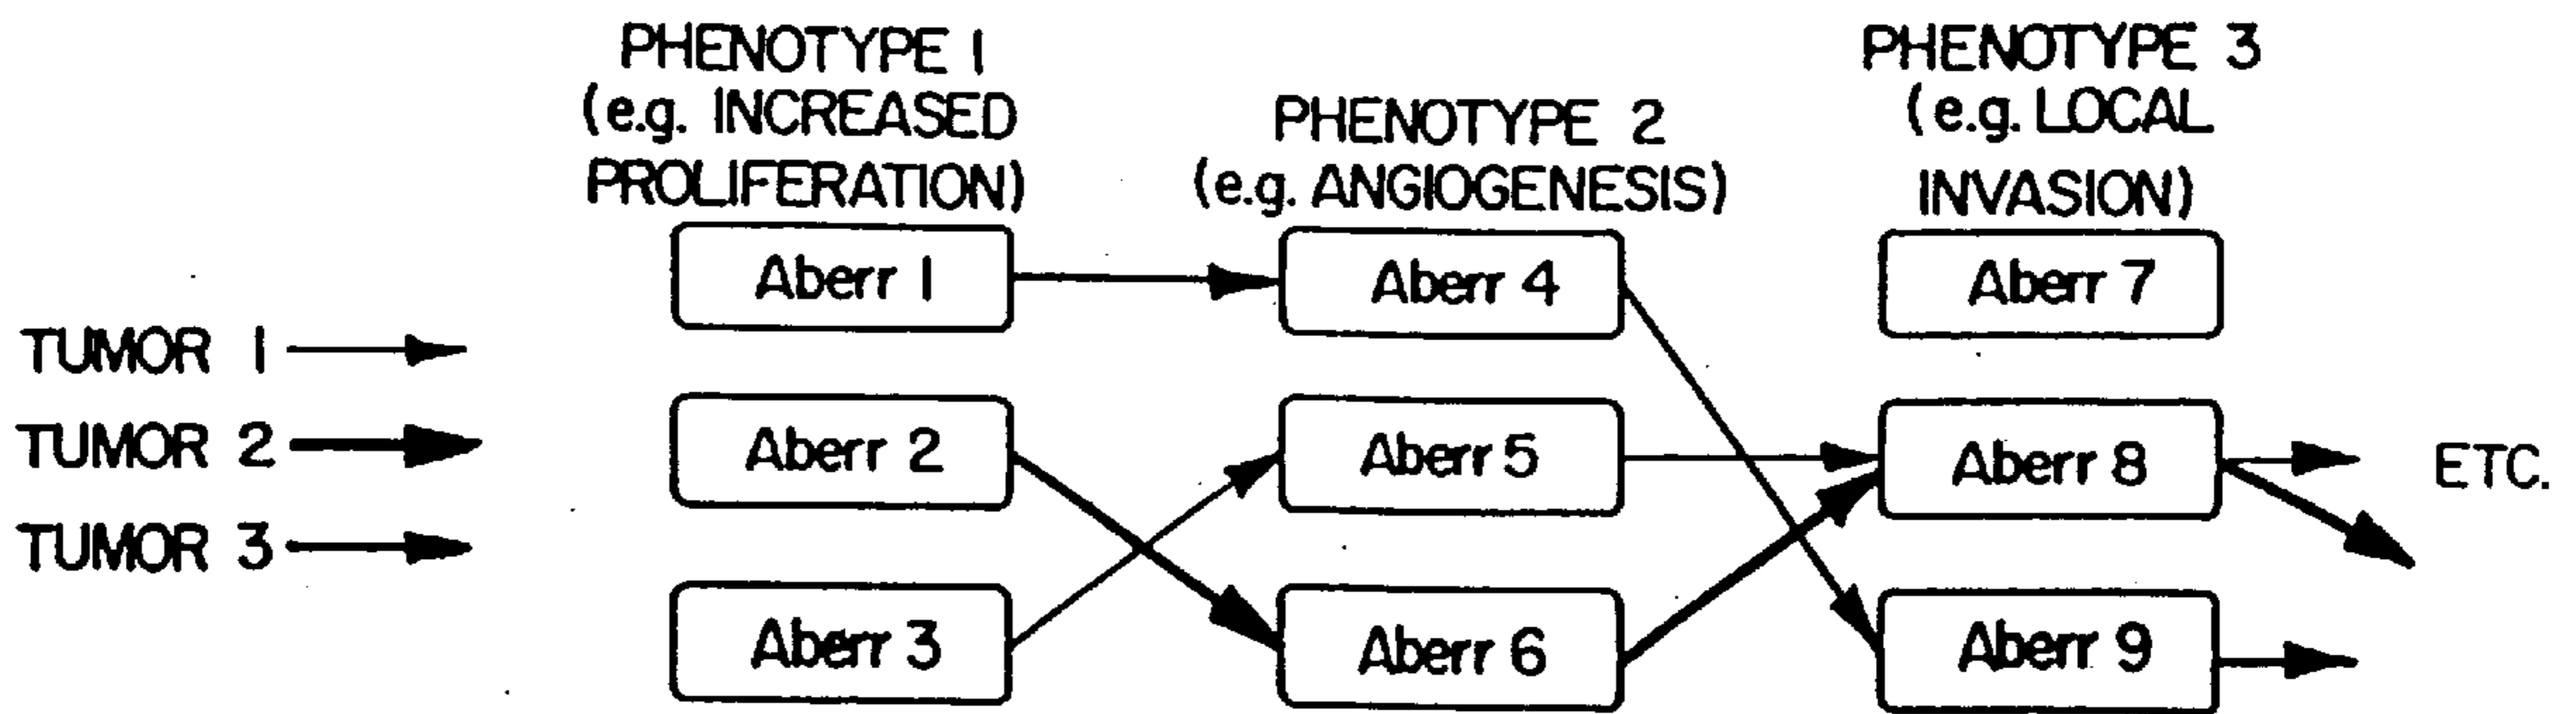 PHENOTYPE 1
(e.g. INCREASED
PROLIFERATION)
PHENOTYPE 2
(e.g. ANGIOGENESIS)
PHENOTYPE 3
(e.g. LOCAL
INVASION)
TUMOR 1
TUMOR 2
TUMOR 3
Aberr 1
Aberr 4
Aberr 7
Aberr 2
Aberr 5
Aberr 8
ETC.
Aberr 3
Aberr 6
Aberr 9